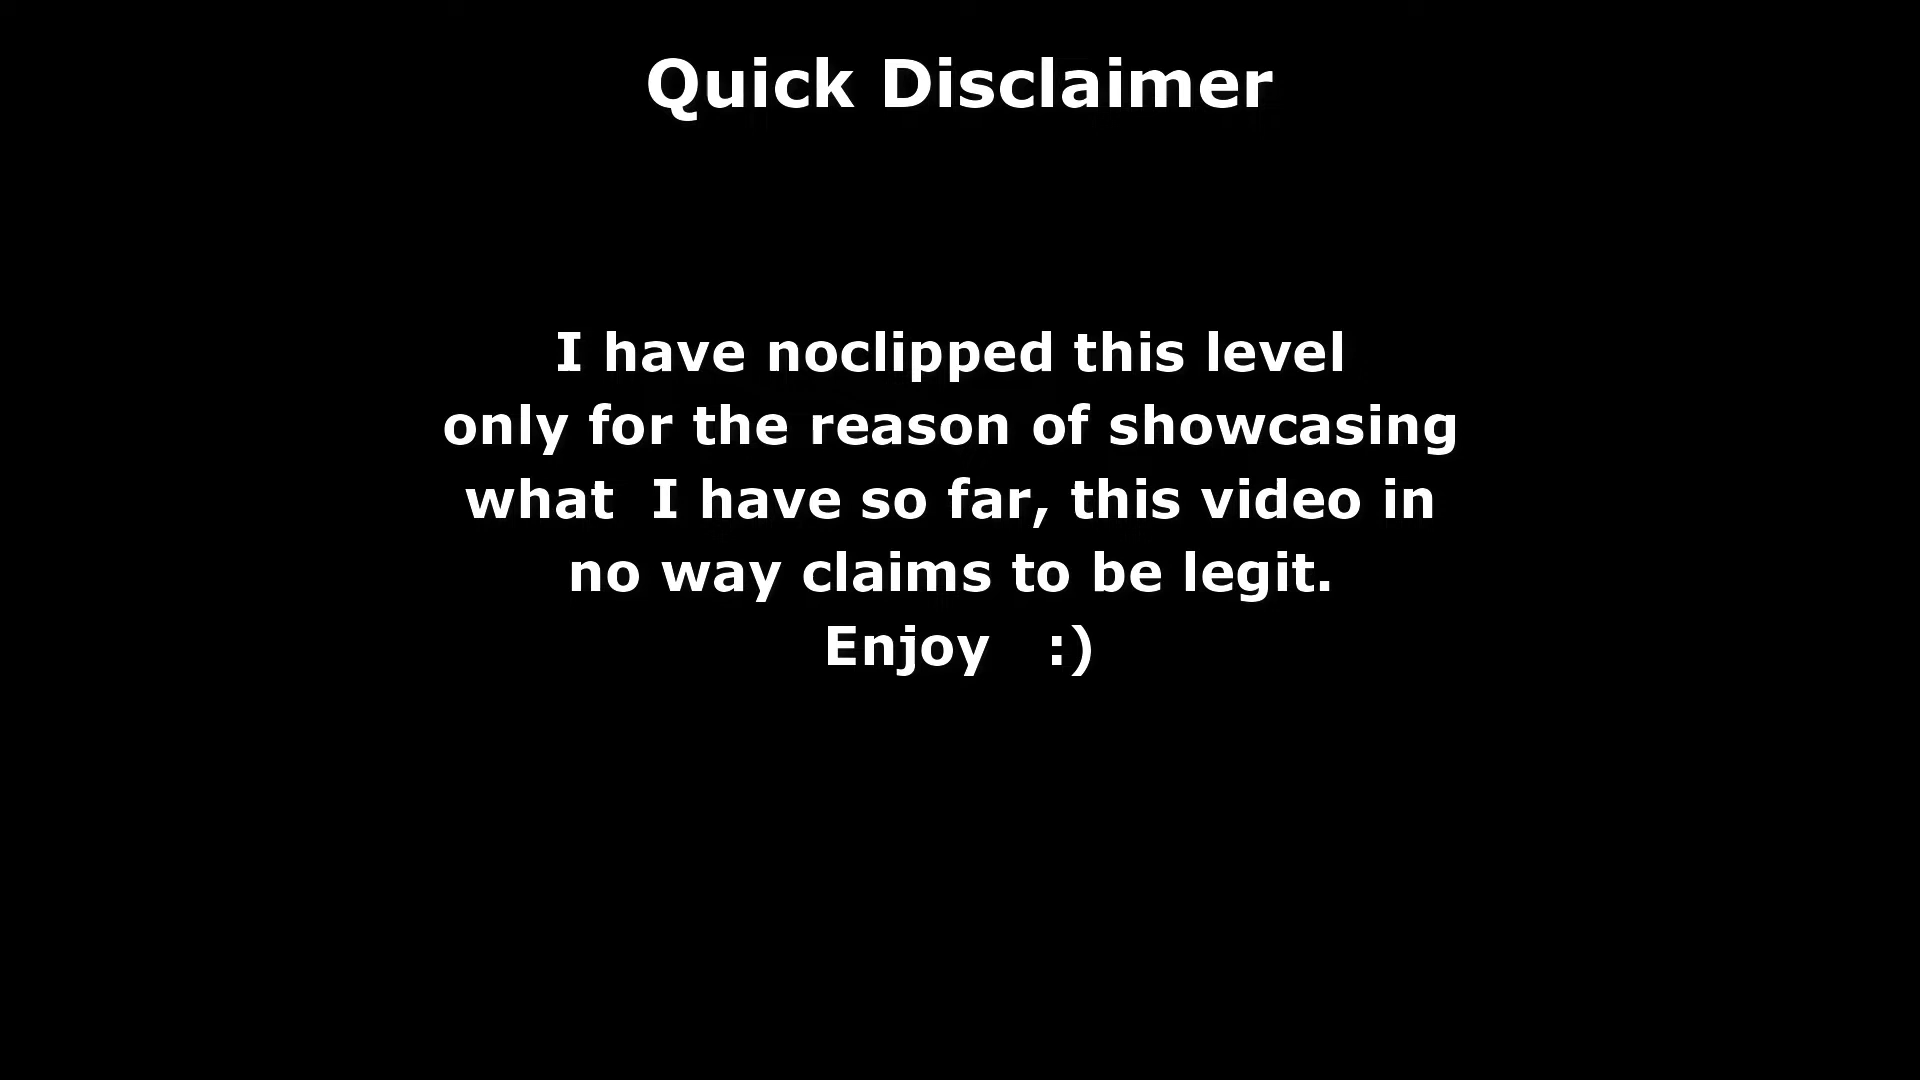 Quick Disclaimer
I have noclipped this level
only for the reason of showcasing
what  I have so far, this video in
no way claims to be legit.
Enjoy   :)